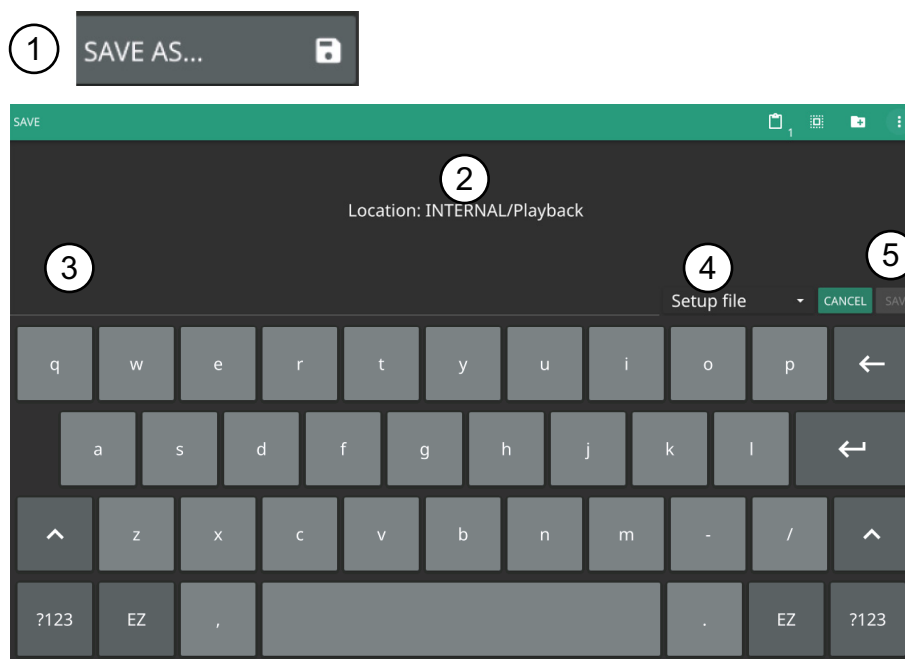 1 SAVE AS...
SAVE 1
2
Location: INTERNAL/Playback
3 4 5
Setup file CANCEL SAV
q w e r t y u i o p
a s d f g h j k l
z x c v b n m - /
?123 EZ , . EZ ?123